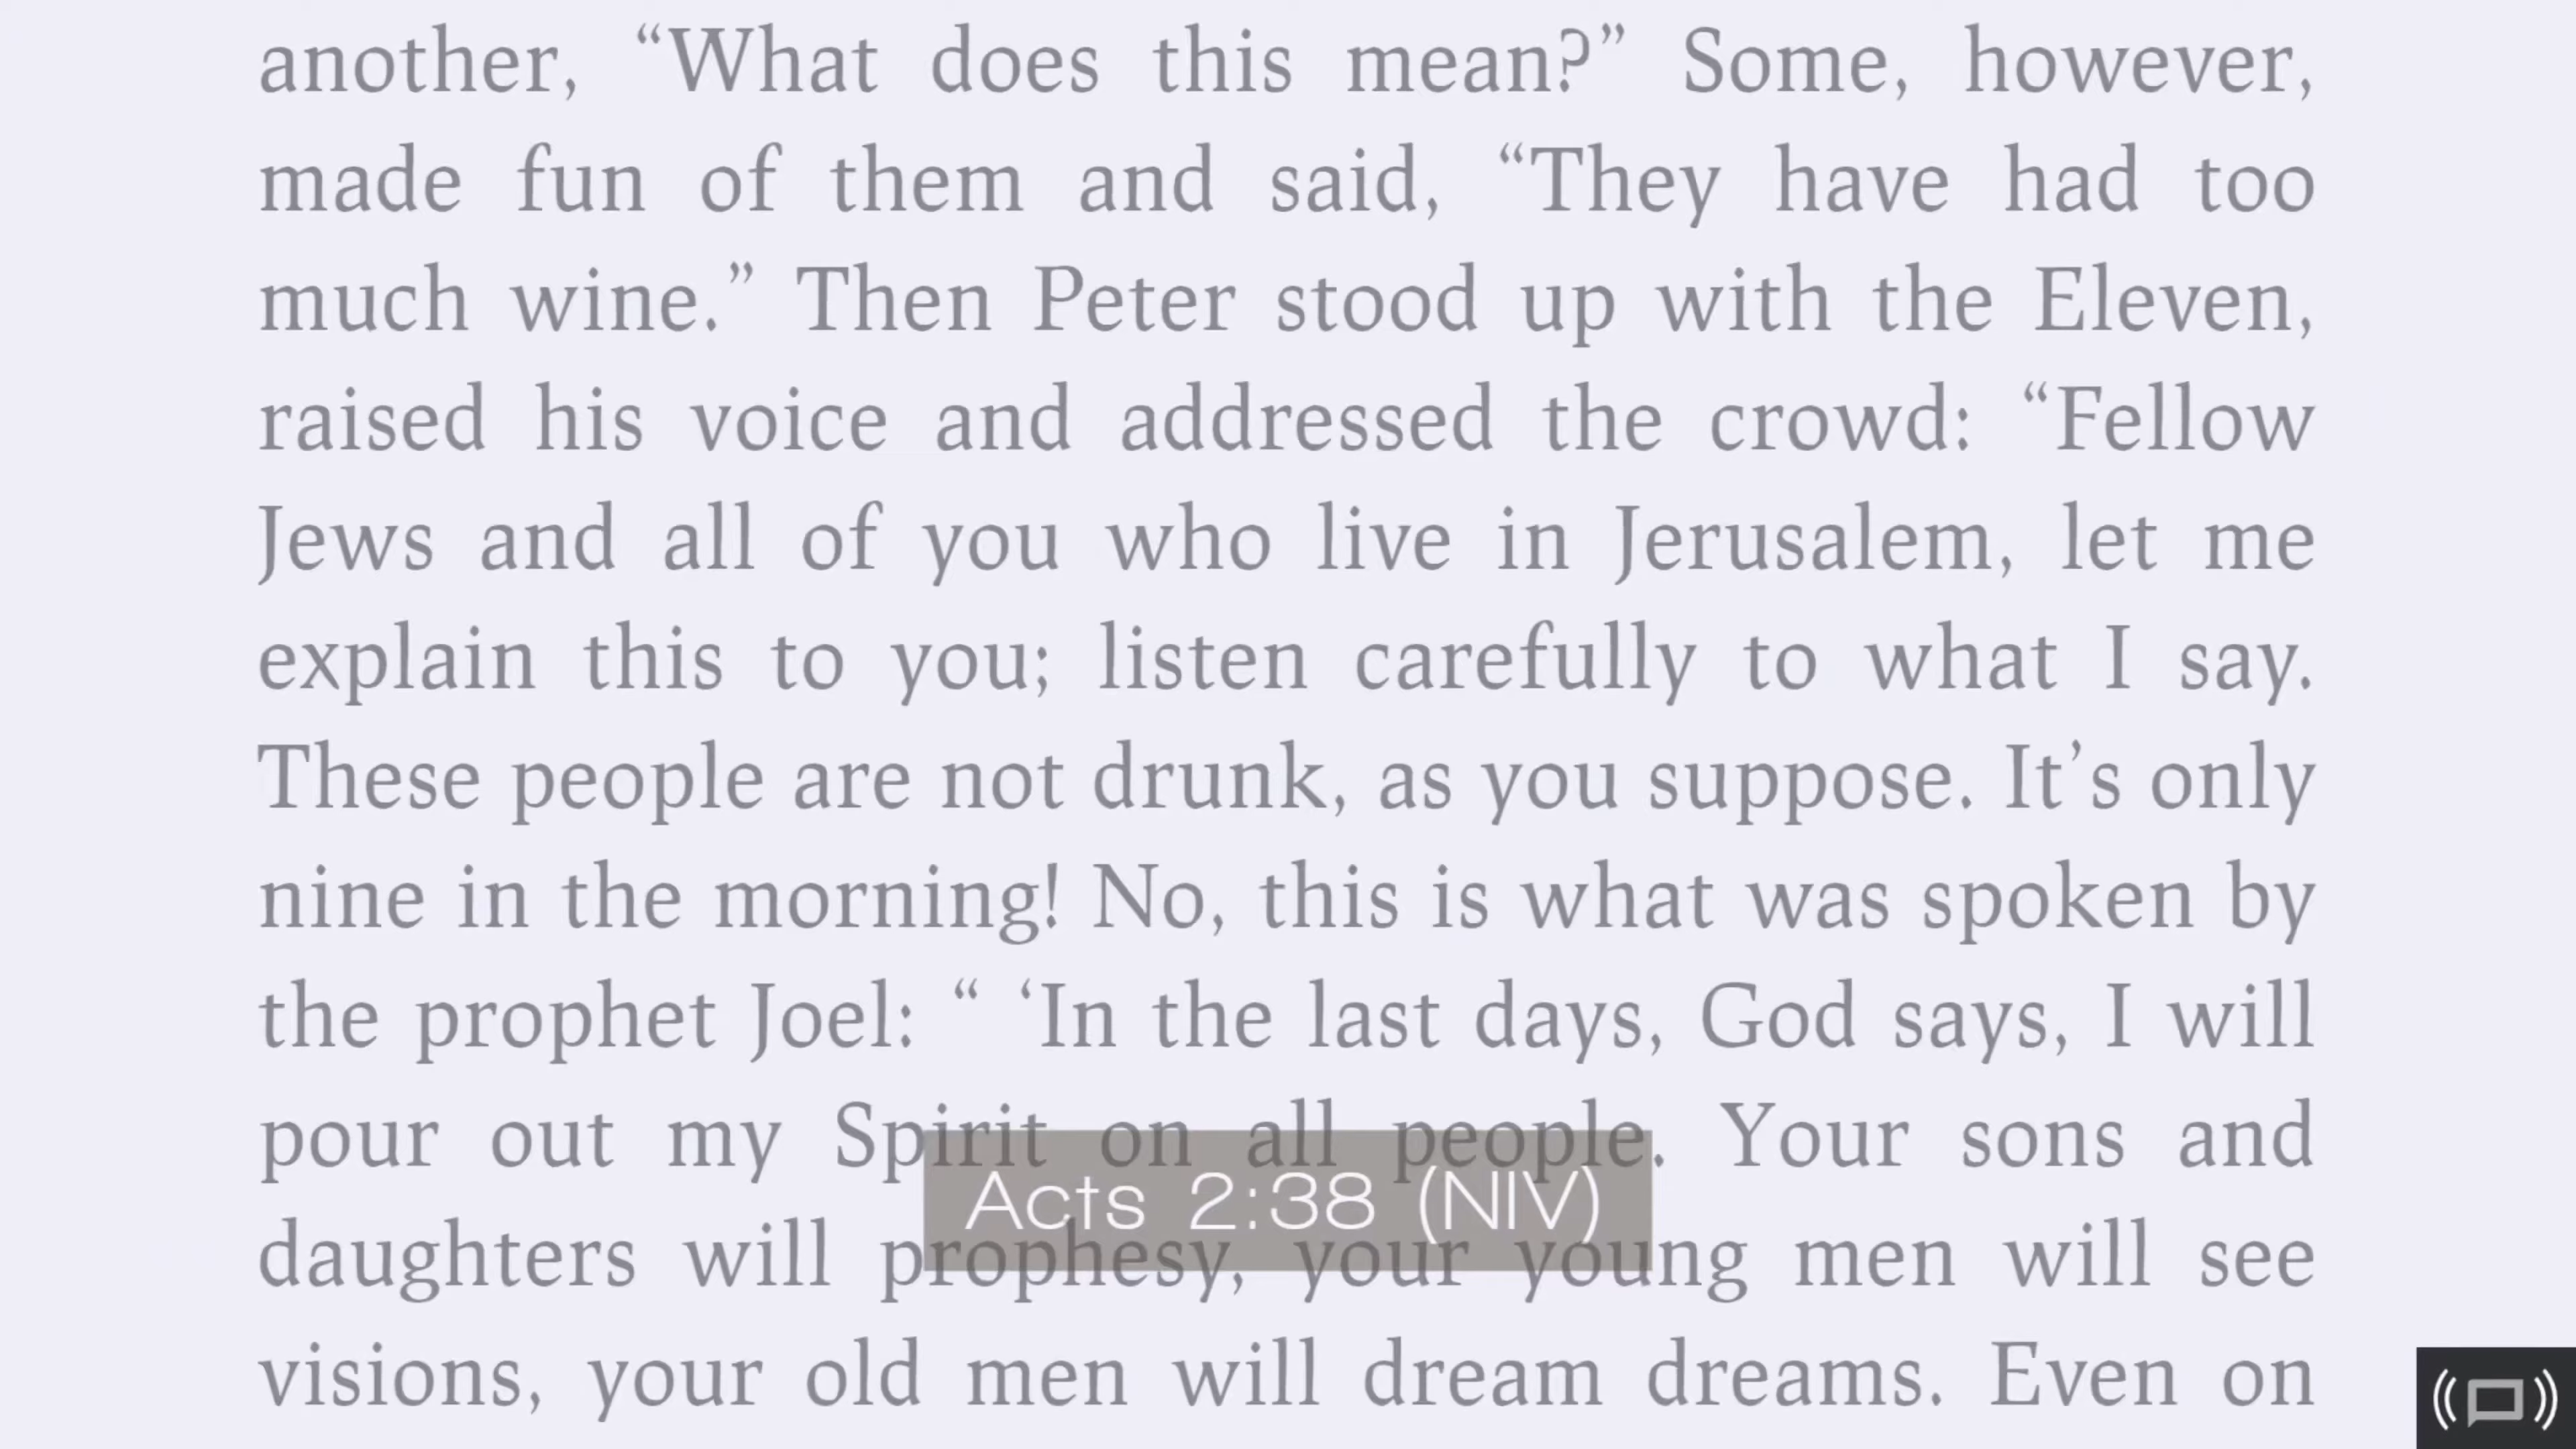 another, “What does this mean?” Some, however,
made fun of them and said, “They have had too
much wine.” Then Peter stood up with the Eleven,
raised his voice and addressed the crowd: “Fellow
Jews and all of you who live in Jerusalem, let me
explain this to you; listen carefully to what I say.
These people are not drunk, as you suppose. It’s only
nine in the morning! No, this is what was spoken by
the prophet Joel: “ ‘In the last days, God says, I will
pour out my Spirit on all people. Your sons and
Acts 2:38 (NIV)
daughters will prophesy, your young men will see
visions, your old men will dream dreams. Even on